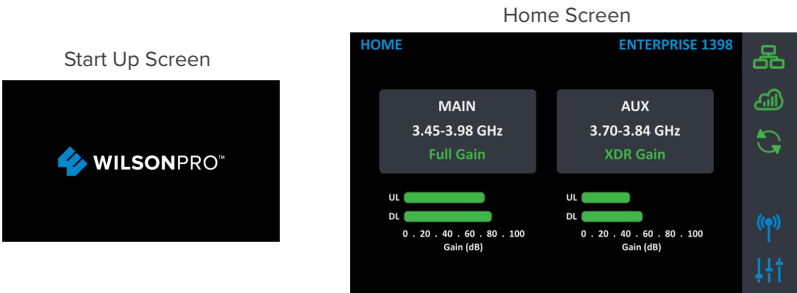 Home Screen
Start Up Screen
WILSONPRO™
HOME
ENTERPRISE 1398
MAIN
3.45-3.98 GHz
Full Gain
AUX
3.70-3.84 GHz
XDR Gain
UL
DL
0 . 20 . 40 . 60 . 80 . 100
Gain (dB)
UL
DL
0 . 20 . 40 . 60 . 80 . 100
Gain (dB)